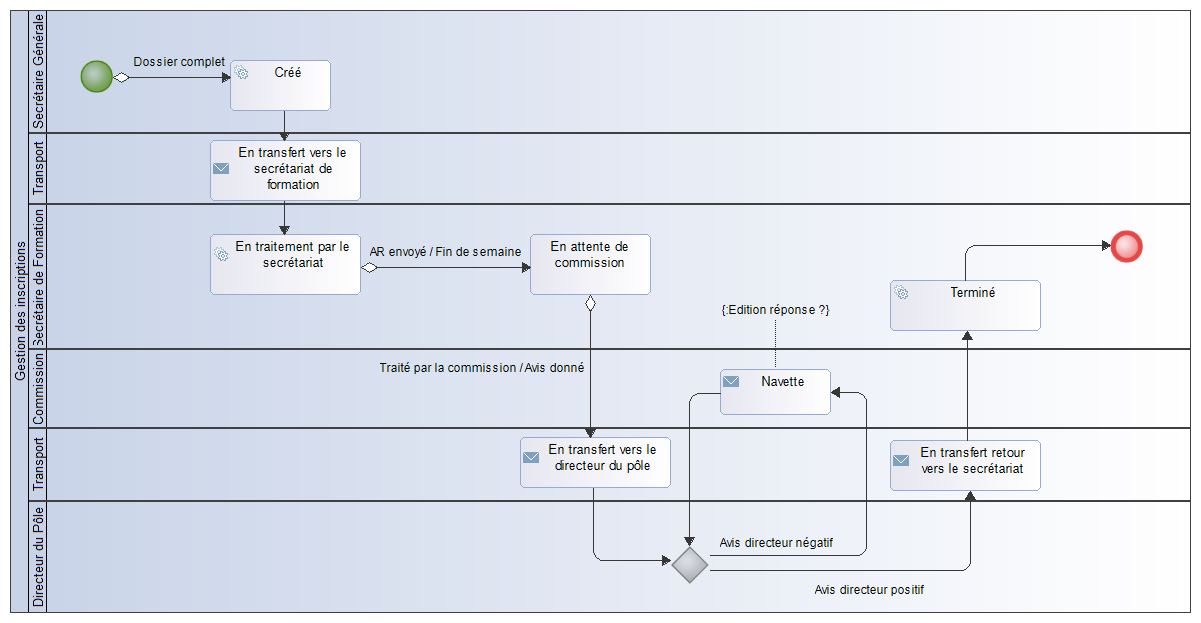 Gestion des inscriptions
Secrétaire Générale
Dossier complet
Créé
Transport
En transfert vers le
secrétariat de
formation
Secrétaire de Formation
En traitement par le
secrétariat
AR envoyé / Fin de semaine
En attente de
commission
{:Edition réponse ?}
Terminé
Commission
Traité par la commission / Avis donné
Navette
Transport
En transfert vers le
directeur du pôle
En transfert retour
vers le secrétariat
Directeur du Pôle
Avis directeur négatif
Avis directeur positif